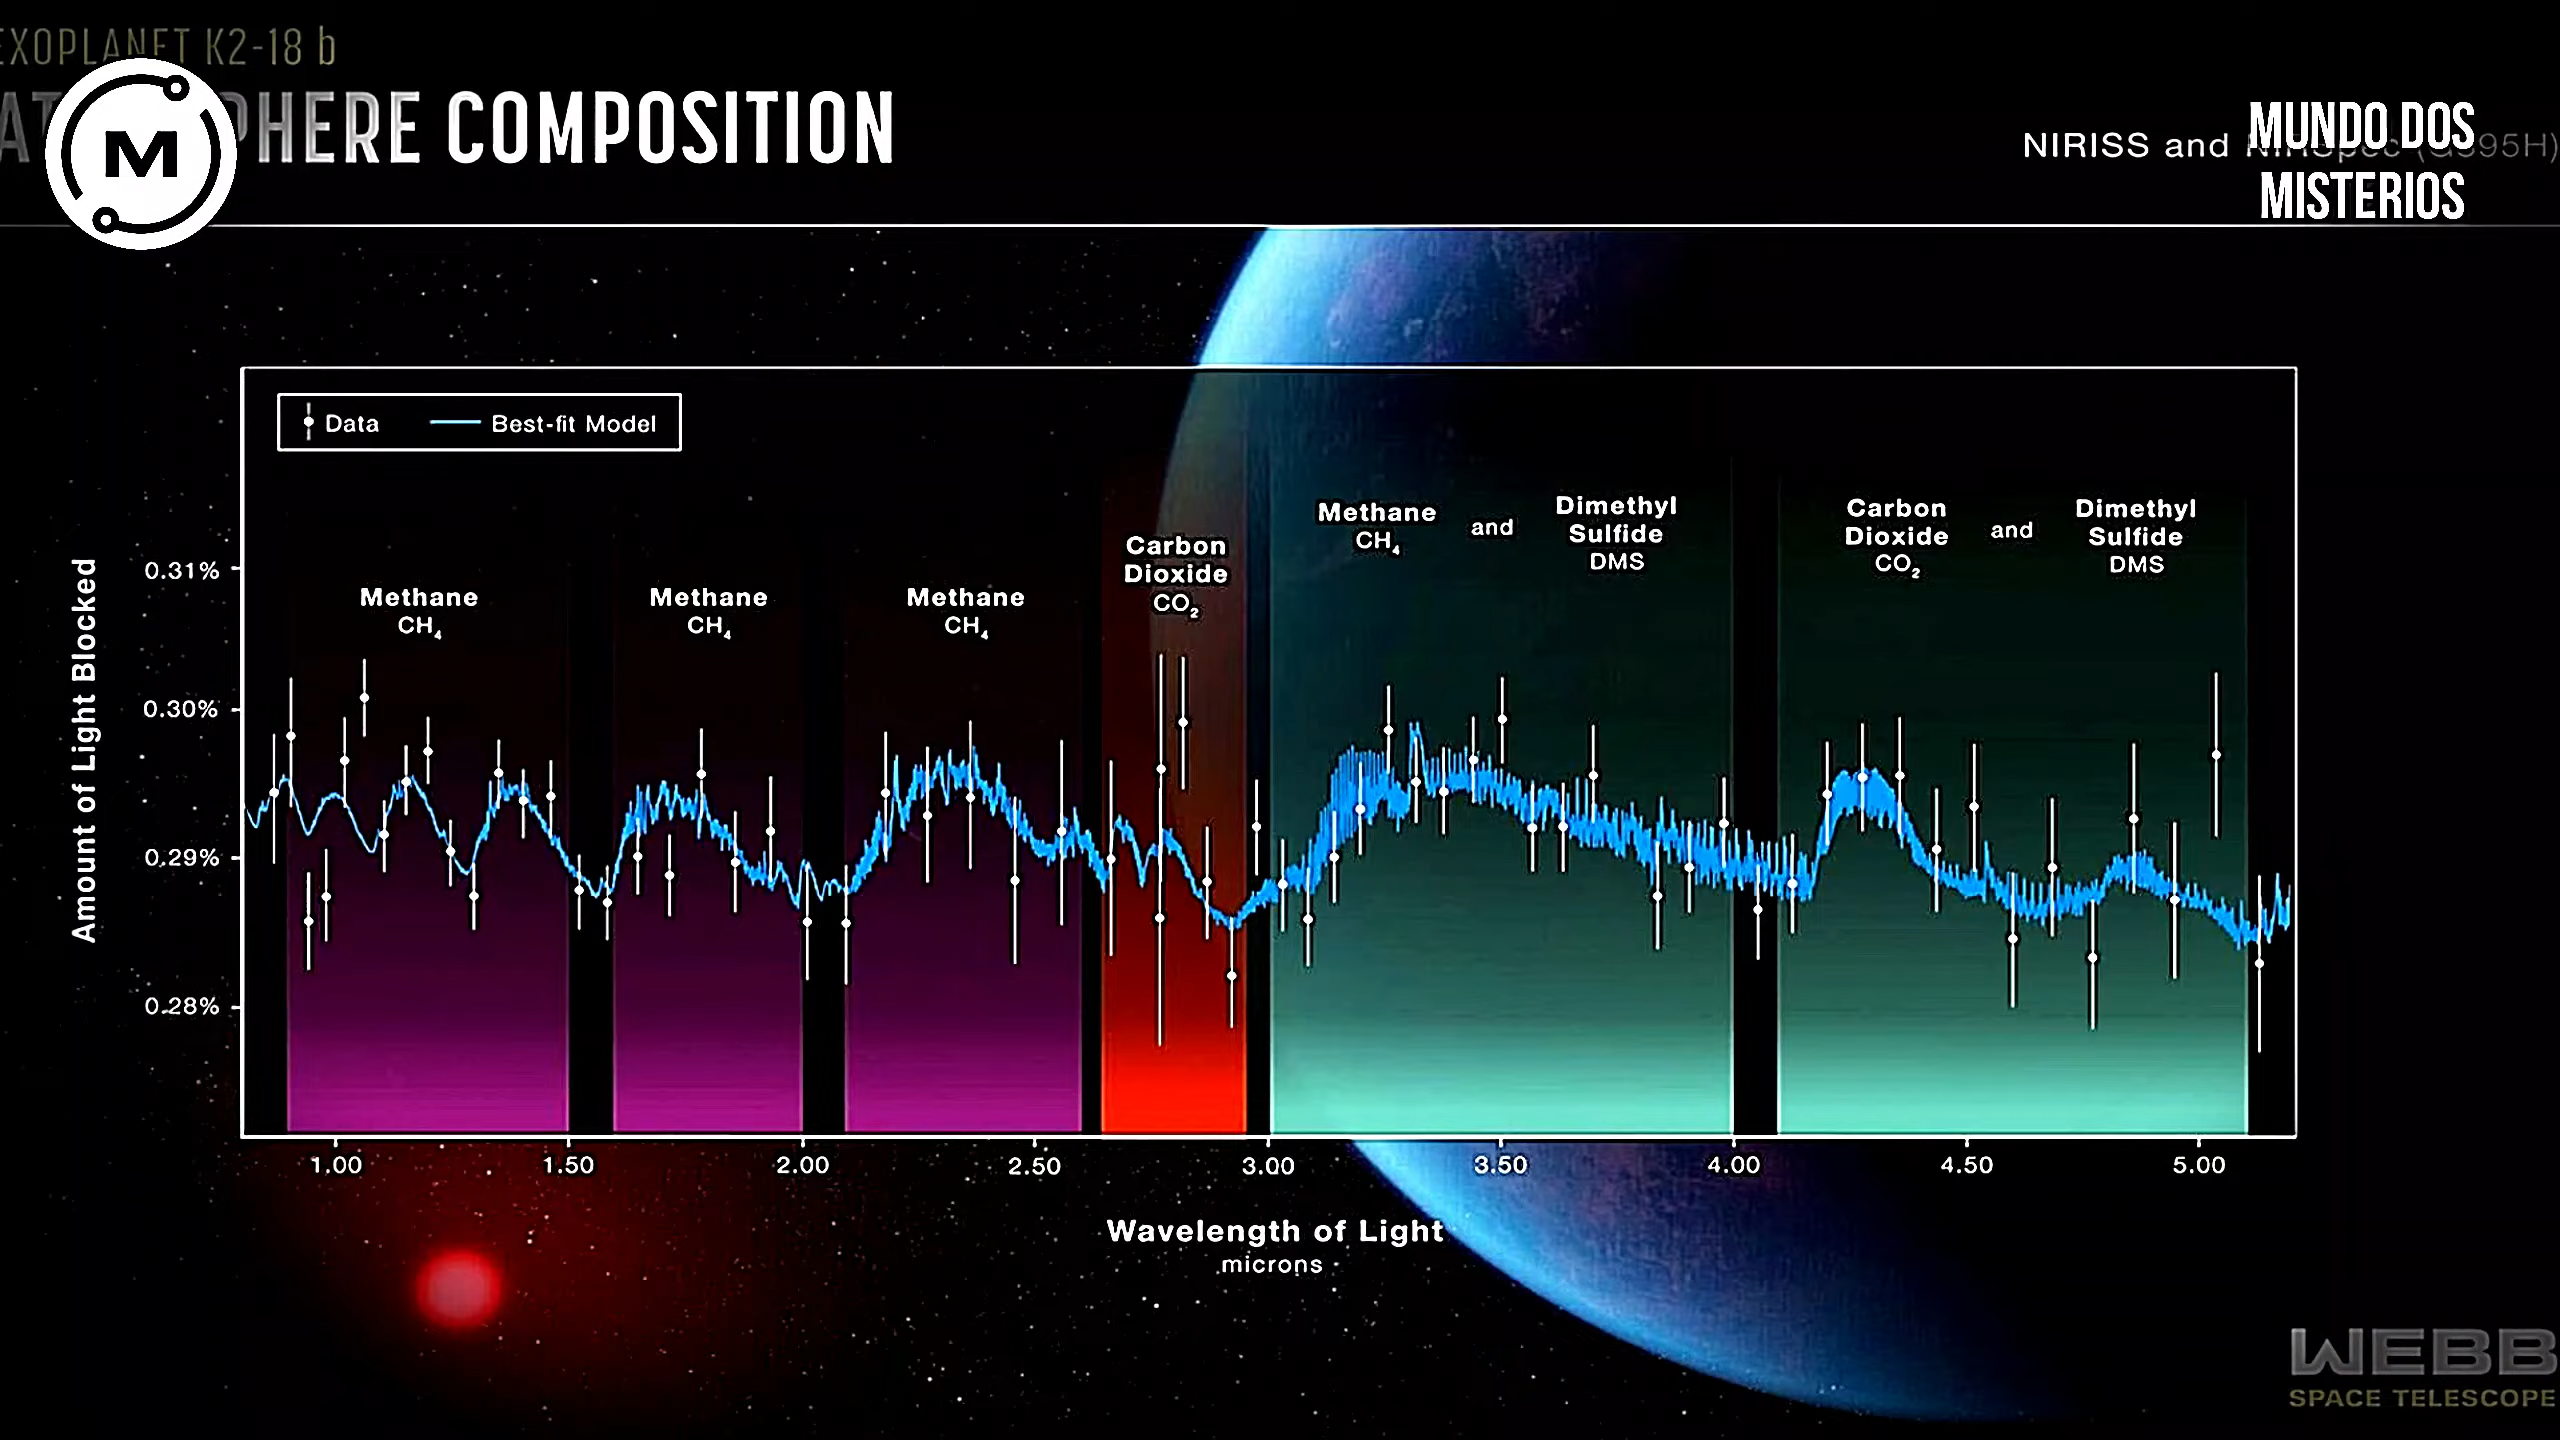 EXOPLANET K2-18 b
COMPOSITION
M
NIRISS and
MUNDO DOS
MISTERIOS
Data
Best-fit Model
Amount of Light Blocked
0.31%
0.30%
0.29%
0.28%
Methane
CH₄
Methane
CH₄
Methane
CH₄
Carbon
Dioxide
CO₂
Methane
CH₄
and
Dimethyl
Sulfide
DMS
Carbon
Dioxide
CO₂
and
Dimethyl
Sulfide
DMS
1.00 1.50 2.00 2.50 3.00 3.50 4.00 4.50 5.00
Wavelength of Light
microns
WEBB
SPACE TELESCOPE